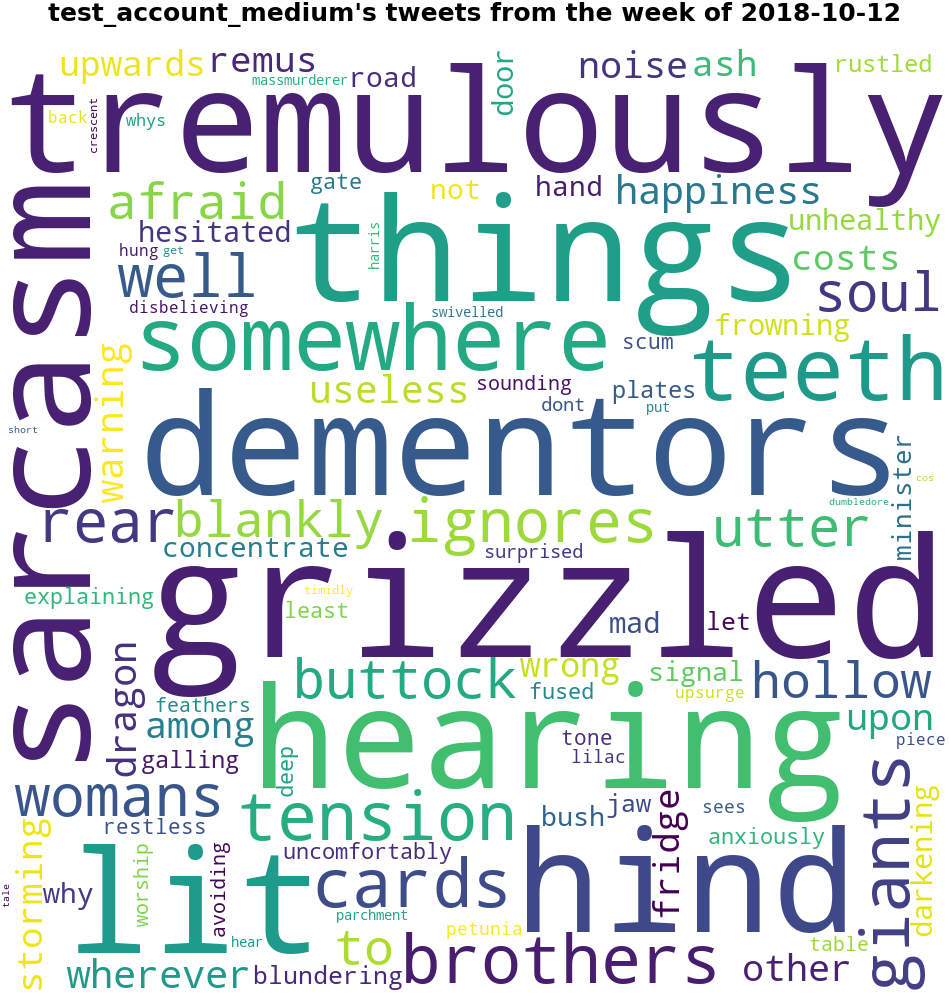 test_account_medium's tweets from the week of 2018-10-12
upwards
remus
massmurderer
road
door
noise
ash
rustled
tremulously
back
crescent
whys
sarcasm
afraid
gate
not
hand
happiness
things
unhealthy
hesitated
harris
hung
get
well
costs
soul
disbelieving
swivelled
somewhere
scum
frowning
teeth
warning
useless
sounding
plates
dont
put
short
dementors
minister
cos
dumbledore
rear
blankly
ignores
utter
concentrate
surprised
grizzled
explaining
timidly
least
mad
let
dragon
buttock
wrong
fused
signal
upsurge
hollow
feathers
among
hearing
upon
tone
piece
galling
lilac
deep
womans
tension
bush
jaw
fridge
sees
giants
darkening
restless
anxiously
storming
why
lit
worship
avoiding
uncomfortably
cards
hind
tale
parchment
hear
to
petunia
brothers
table
other
wherever
blundering